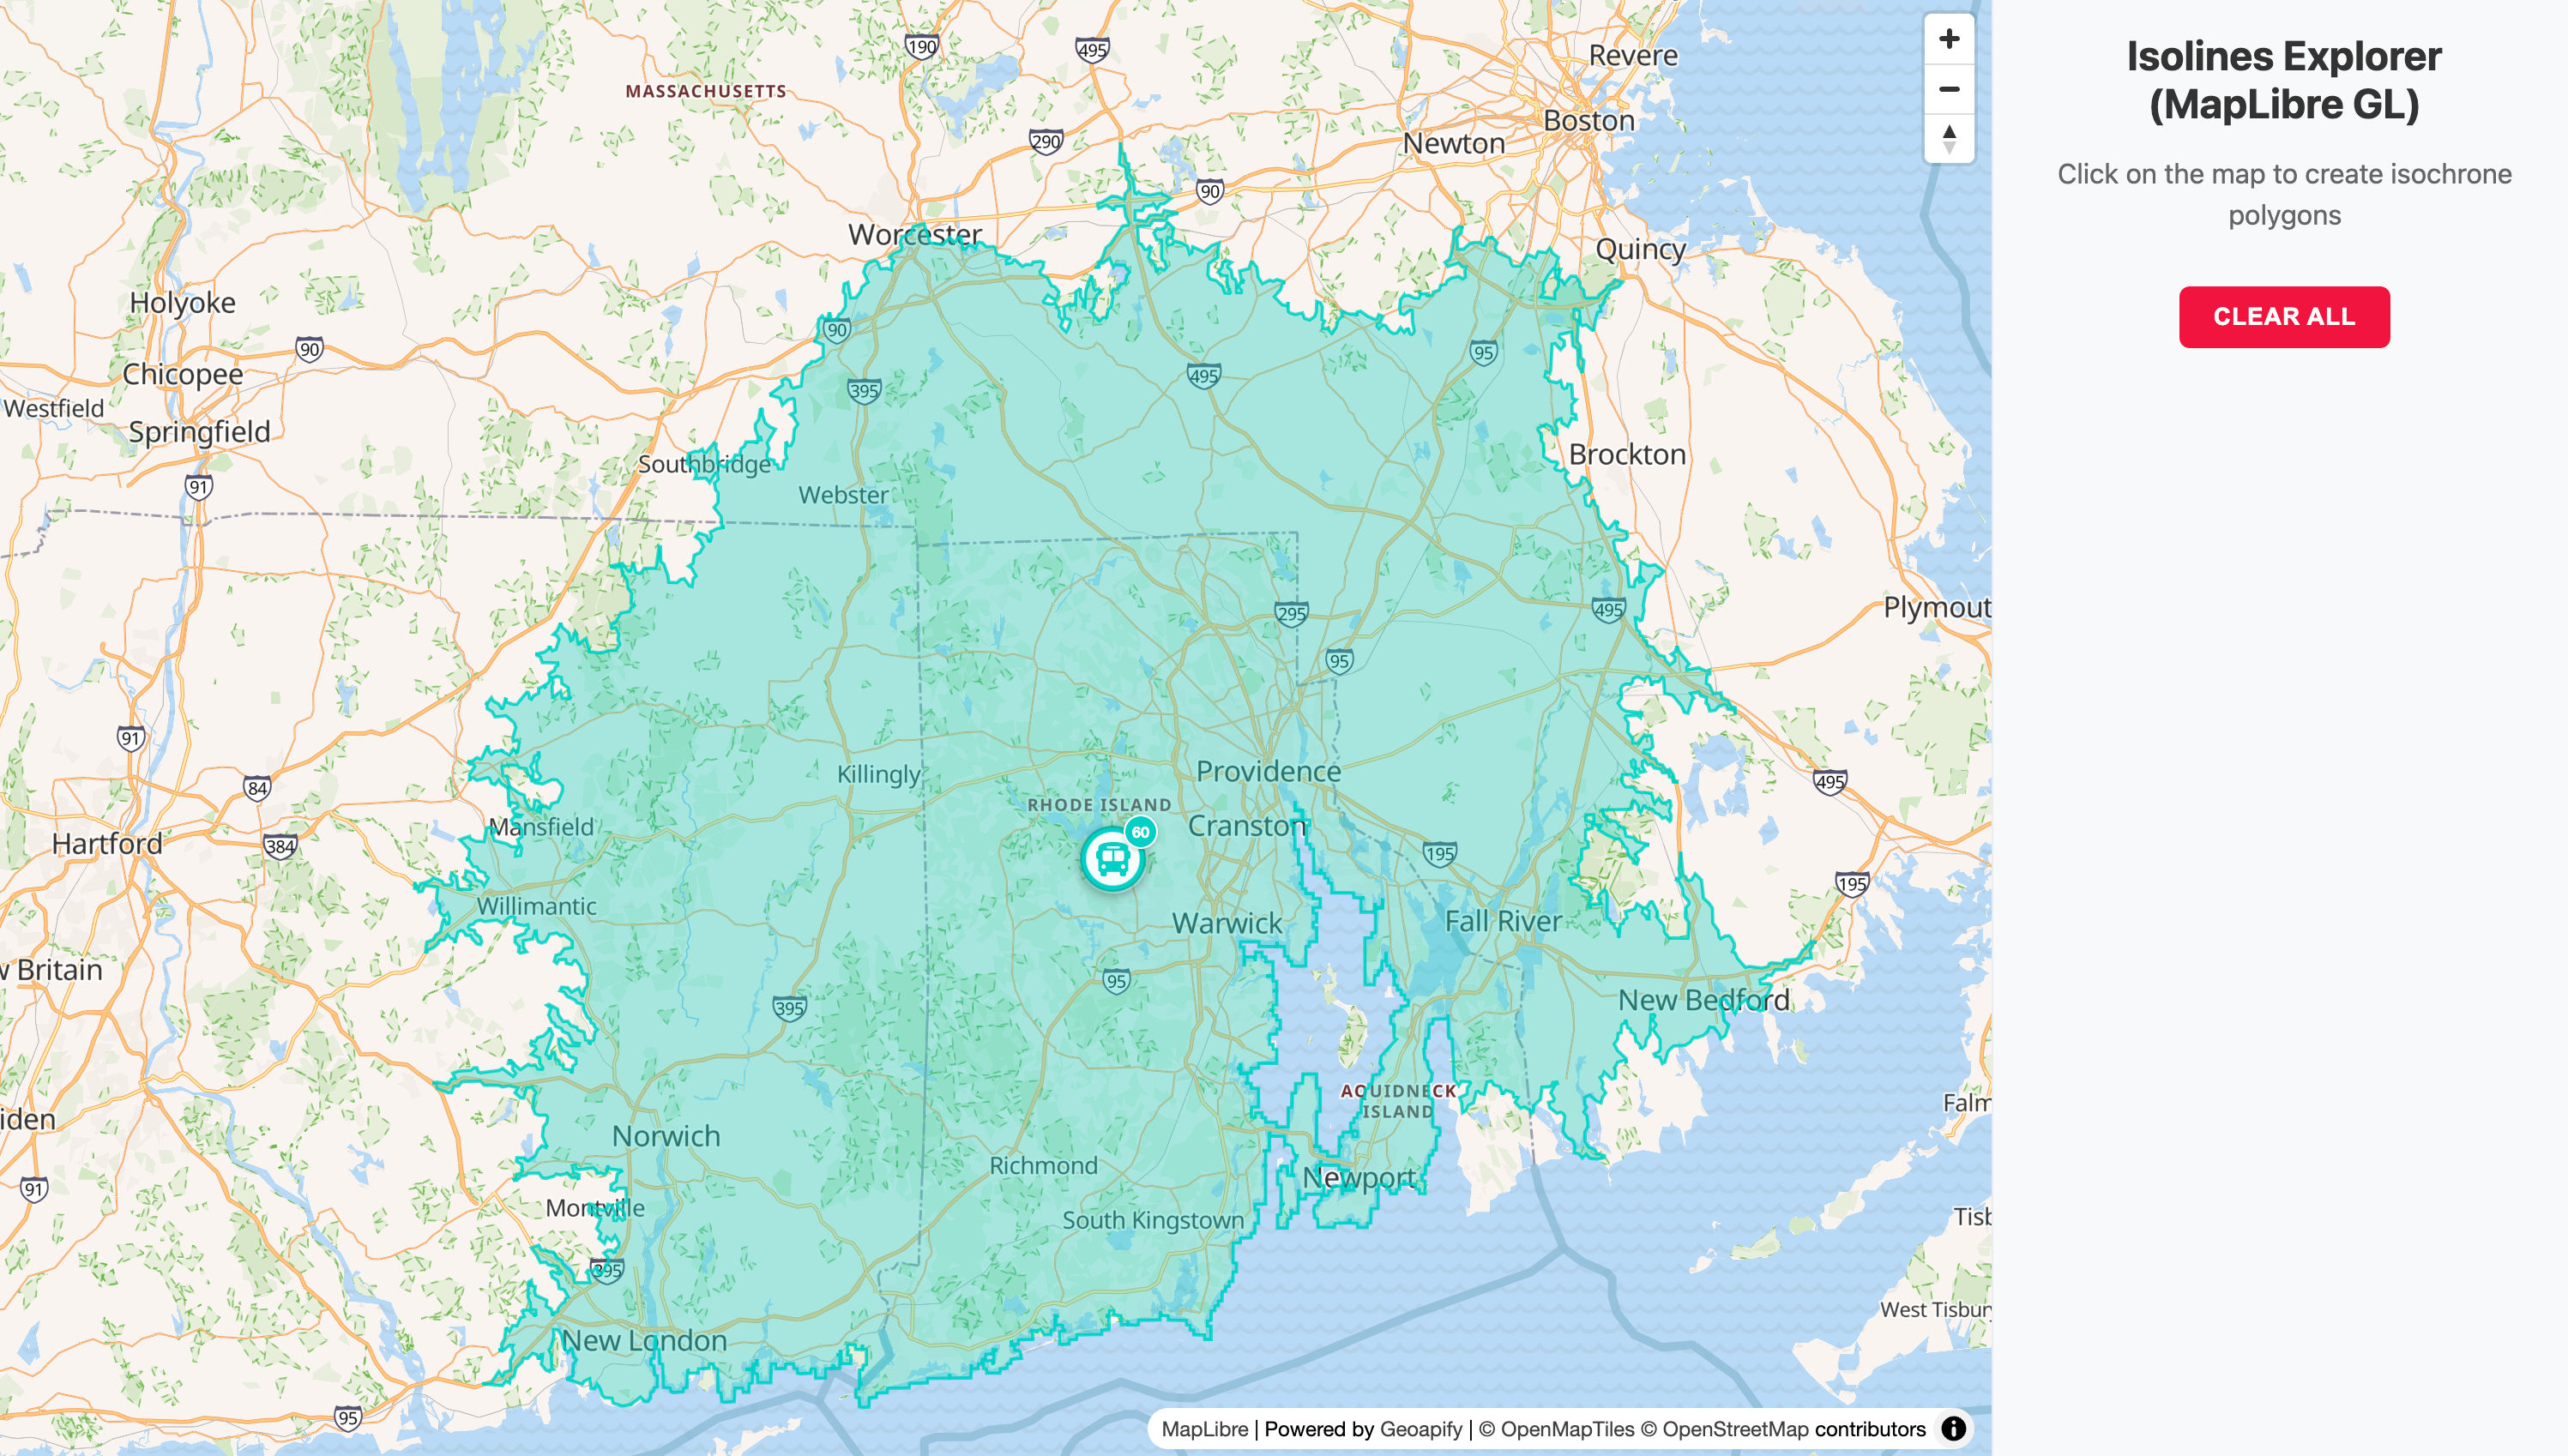 190
495
Revere
MASSACHUSETTS
Boston
290
Newton
90
Worcester
Quincy
Holyoke
90
90
95
Chicopee
495
395
Westfield
Springfield
Brockton
Southbridge
91
Webster
Plymout
295
495
95
91
Providence
Killingly
495
84
RHODE ISLAND
Mansfield
Cranston
60
Hartford
384
195
195
Willimantic
Warwick
Fall River
w Britain
95
New Bedford
395
AQUIDNECK
ISLAND
Falm
iden
Norwich
Richmond
Newport
91
Montville
South Kingstown
Tisb
395
West Tisbur
New London
95
MapLibre | Powered by Geoapify | © OpenMapTiles © OpenStreetMap contributors
Isolines Explorer
(MapLibre GL)
Click on the map to create isochrone
polygons
CLEAR ALL